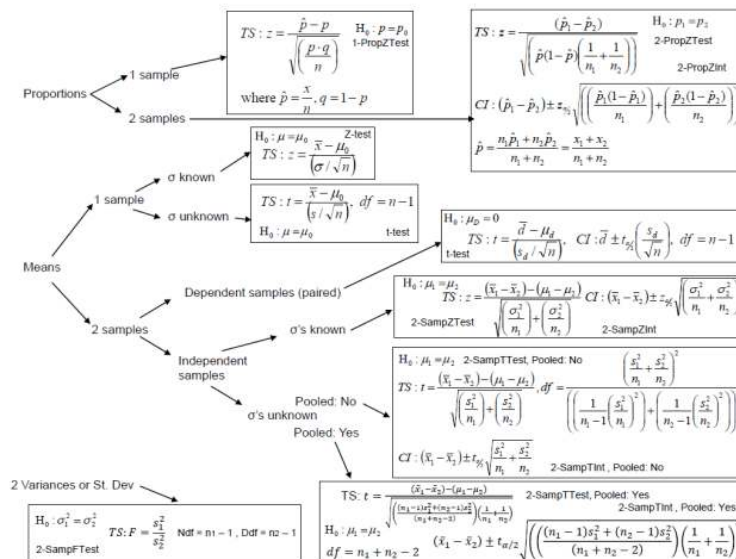 Proportions
1 sample
2 samples
TS : z = (p̂ − p) / √((p·q)/n)
H₀ : p = p₀
1-PropZTest
where p̂ = x/n, q = 1 − p
TS : z = (p̂₁ − p̂₂) / √(p̂(1−p̂)(1/n₁ + 1/n₂))
H₀ : p₁ = p₂
2-PropZTest
2-PropZInt
CI : (p̂₁ − p̂₂) ± z_α/2 √((p̂₁(1−p̂₁)/n₁) + (p̂₂(1−p̂₂)/n₂))
p̂ = (n₁p̂₁ + n₂p̂₂)/(n₁ + n₂) = (x₁ + x₂)/(n₁ + n₂)
Means
1 sample
σ known
H₀ : μ = μ₀
Z-test
TS : z = (x̄ − μ₀) / (σ/√n)
σ unknown
TS : t = (x̄ − μ₀) / (s/√n), df = n − 1
H₀ : μ = μ₀
t-test
2 samples
Dependent samples (paired)
H₀ : μ_D = 0
TS : t = (d̄ − μ_d) / (s_d/√n), CI : d̄ ± t_α/2 (s_d/√n), df = n − 1
t-test
Independent
samples
σ's known
H₀ : μ₁ = μ₂
TS : z = ((x̄₁ − x̄₂) − (μ₁ − μ₂)) / √((σ₁²/n₁) + (σ₂²/n₂)) CI : (x̄₁ − x̄₂) ± z_α/2 √(σ₁²/n₁ + σ₂²/n₂)
2-SampZTest
2-SampZInt
σ's unknown
Pooled: No
Pooled: Yes
H₀ : μ₁ = μ₂ 2-SampTTest, Pooled: No
TS : t = ((x̄₁ − x̄₂) − (μ₁ − μ₂)) / √((s₁²/n₁) + (s₂²/n₂)), df = (s₁²/n₁ + s₂²/n₂)² / ((1/(n₁−1))(s₁²/n₁)² + (1/(n₂−1))(s₂²/n₂)²)
CI : (x̄₁ − x̄₂) ± t_α/2 √(s₁²/n₁ + s₂²/n₂)
2-SampTInt , Pooled: No
TS: t = ((x̄₁−x̄₂)−(μ₁−μ₂)) / √(((n₁−1)s₁²+(n₂−1)s₂²)/(n₁+n₂−2) (1/n₁ + 1/n₂))
2-SampTTest, Pooled: Yes
2-SampTInt , Pooled: Yes
H₀ : μ₁ = μ₂
df = n₁ + n₂ − 2
(x̄₁ − x̄₂) ± t_α/2 √(((n₁ − 1)s₁² + (n₂ − 1)s₂²)/(n₁ + n₂ − 2) (1/n₁ + 1/n₂))
2 Variances or St. Dev
H₀ : σ₁² = σ₂²
TS: F = s₁²/s₂²
Ndf = n₁ − 1 , Ddf = n₂ − 1
2-SampFTest